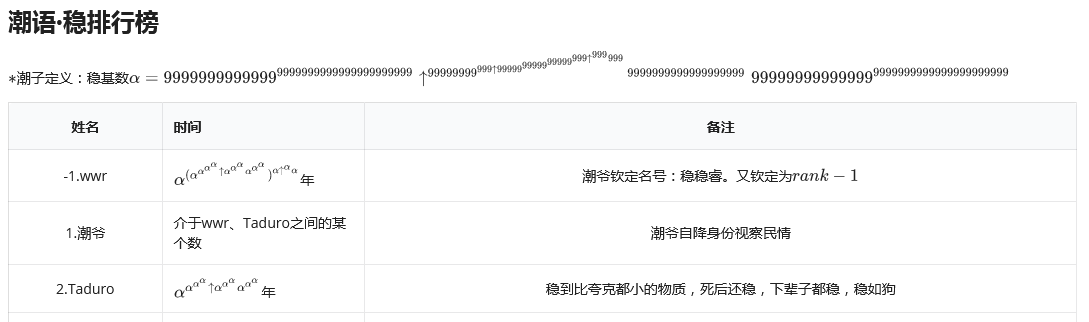 潮语·稳排行榜
*潮子定义：稳基数α = 9999999999999^9999999999999999999 ↑^99999999^999↑99999^99999^99999^999↑^999^999 9999999999999999999 99999999999999^9999999999999999999
姓名 时间 备注
-1.wwr α^(α^α^α^α↑α^α^α α^α^α)^α↑^α α年 潮爷钦定名号：稳稳睿。又钦定为rank − 1
1.潮爷 介于wwr、Taduro之间的某 潮爷自降身份视察民情
个数
2.Taduro α^α^α^α↑α^α^α α^α^α年 稳到比夸克都小的物质，死后还稳，下辈子都稳，稳如狗